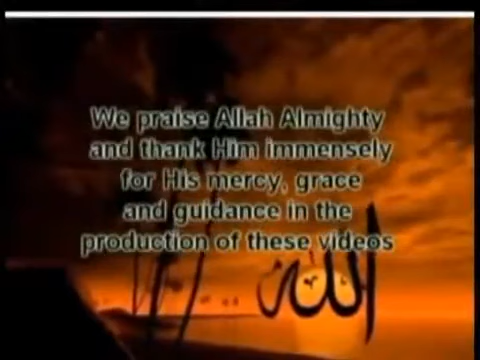 We praise Allah Almighty
and thank Him immensely
for His mercy, grace
and guidance in the
production of these videos
الله